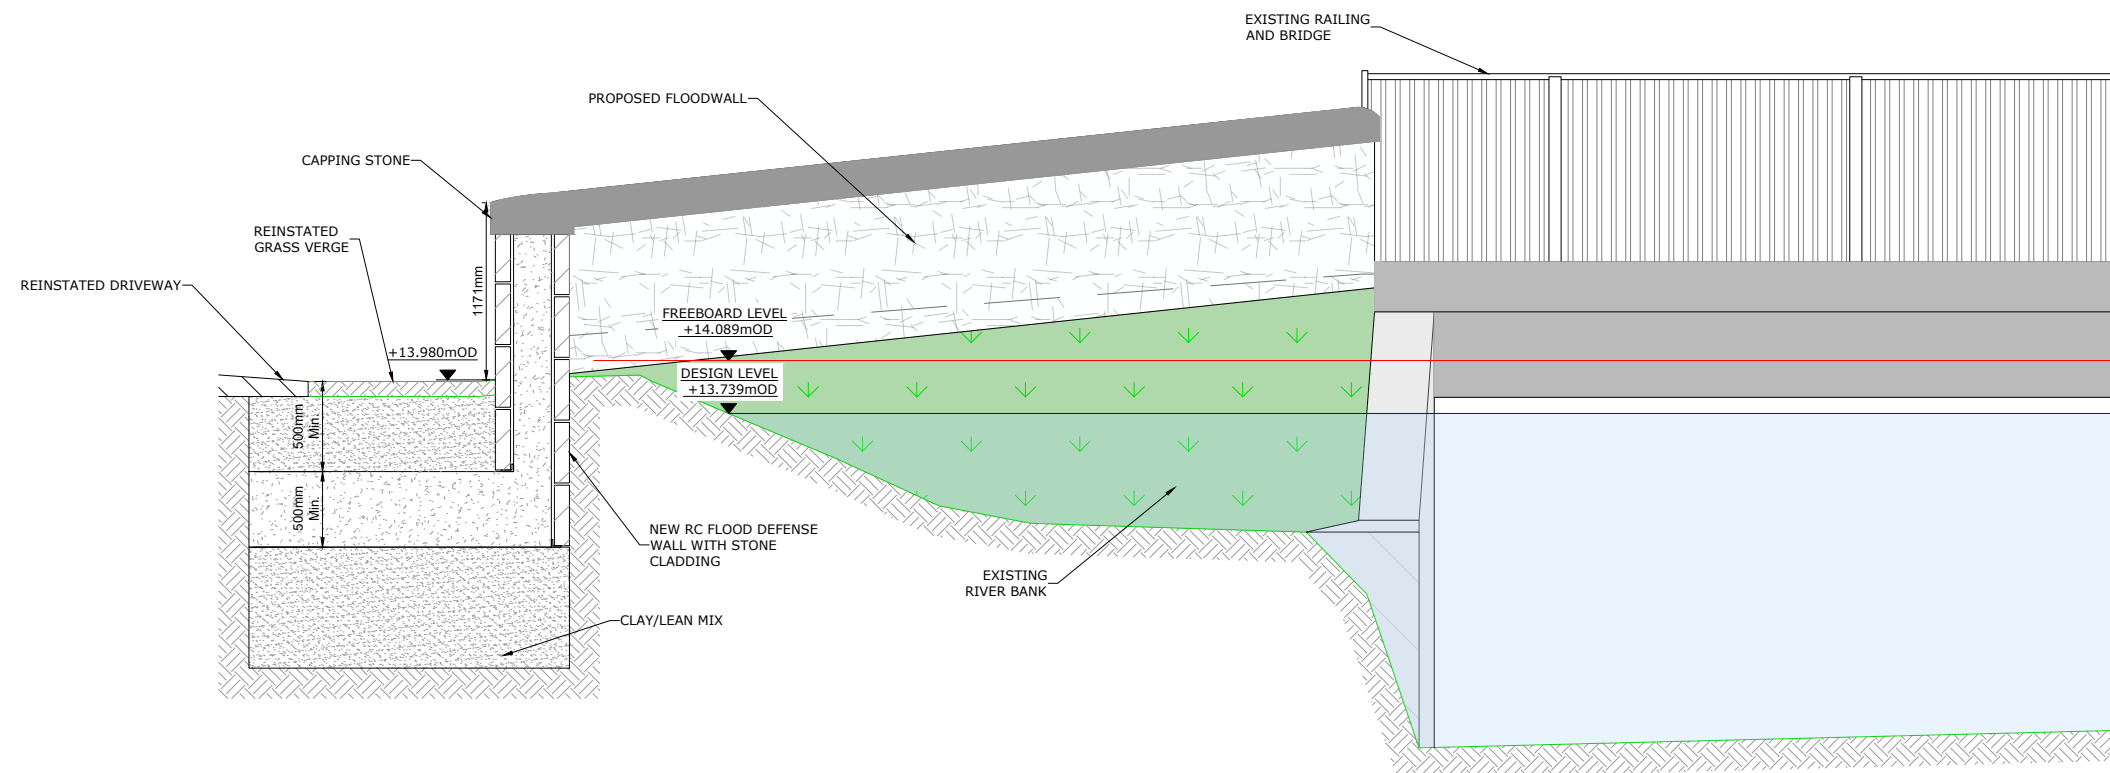 EXISTING RAILING
AND BRIDGE
PROPOSED FLOODWALL
CAPPING STONE
REINSTATED
GRASS VERGE
REINSTATED DRIVEWAY
1171mm
FREEBOARD LEVEL
+14.089mOD
+13.980mOD
DESIGN LEVEL
+13.739mOD
500mm
Min.
500mm
Min.
NEW RC FLOOD DEFENSE
WALL WITH STONE
CLADDING
EXISTING
RIVER BANK
CLAY/LEAN MIX